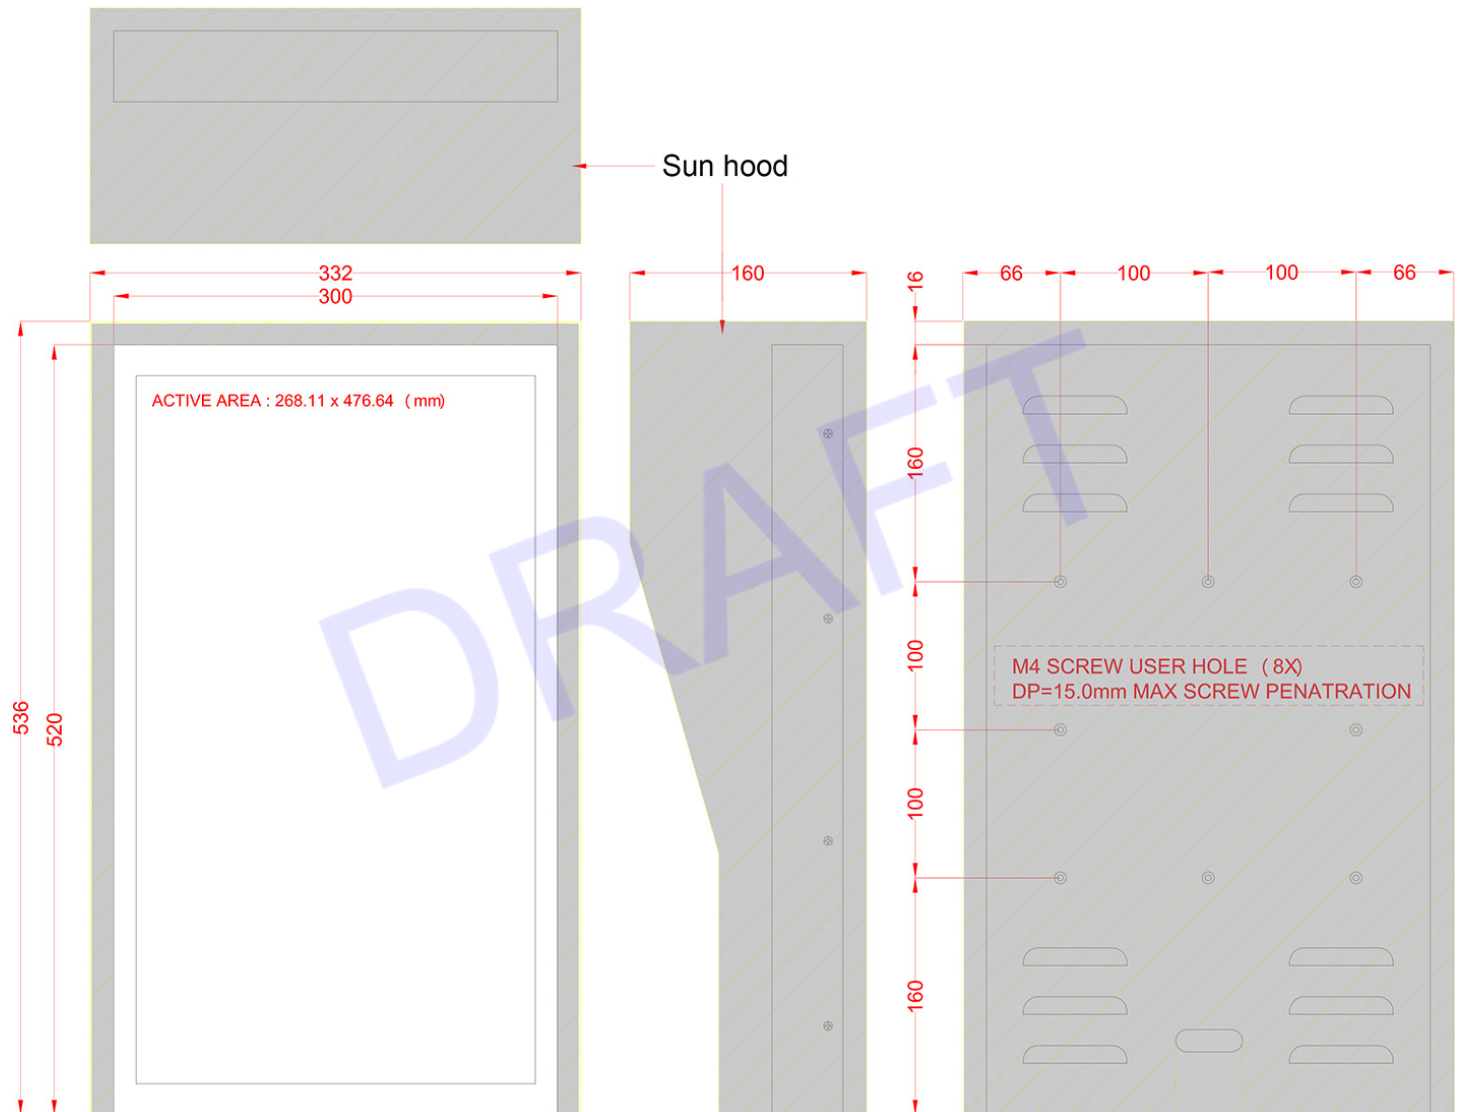 Sun hood
332
300
160
66
100
100
66
16
ACTIVE AREA : 268.11 x 476.64 ( mm)
160
100
M4 SCREW USER HOLE ( 8X)
DP=15.0mm MAX SCREW PENATRATION
536
520
100
160
DRAFT